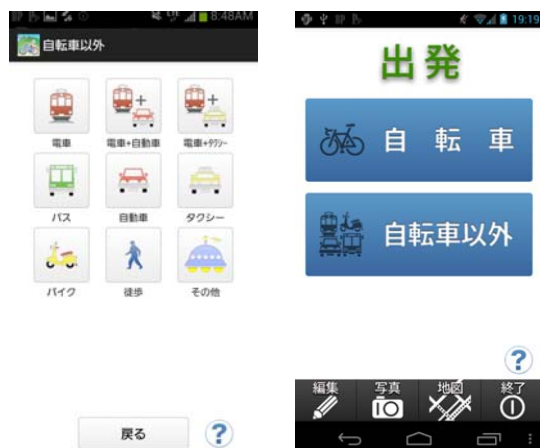 8:48AM
自転車以外
電車
電車+自動車
電車+タクシー
バス
自動車
タクシー
バイク
徒歩
その他
戻る
?
19:19
出発
自転車
自転車以外
?
編集
写真
地図
終了